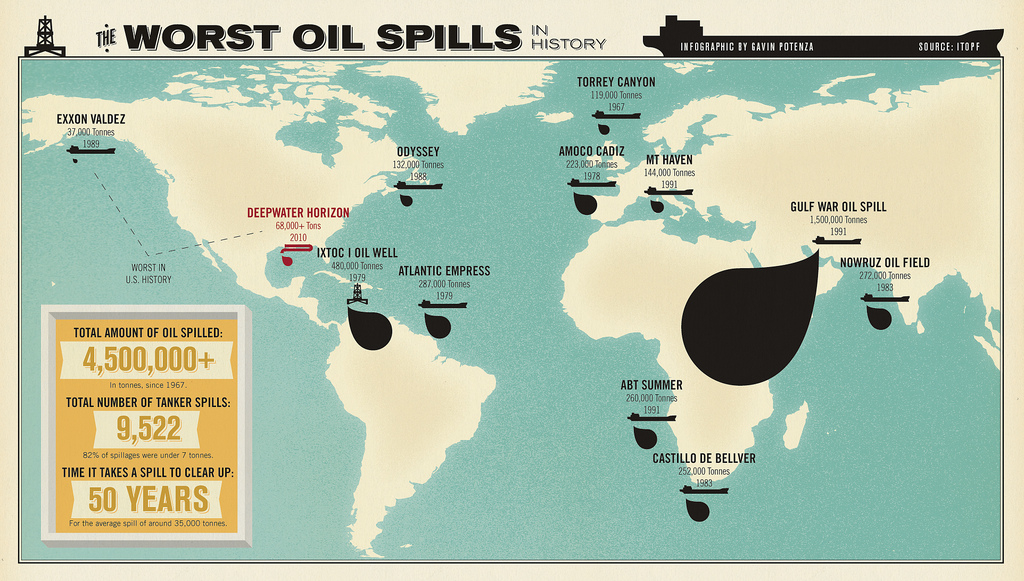 THE WORST OIL SPILLS IN HISTORY
INFOGRAPHIC BY GAVIN POTENZA
SOURCE: ITOPF
TORREY CANYON
119,000 Tonnes
1967
EXXON VALDEZ
37,000 Tonnes
1989
ODYSSEY
132,000 Tonnes
1988
AMOCO CADIZ
223,000 Tonnes
1978
MT HAVEN
144,000 Tonnes
1991
DEEPWATER HORIZON
68,000+ Tons
2010
GULF WAR OIL SPILL
1,500,000 Tonnes
1991
IXTOC I OIL WELL
480,000 Tonnes
1979
WORST IN
U.S. HISTORY
ATLANTIC EMPRESS
287,000 Tonnes
1979
NOWRUZ OIL FIELD
272,000 Tonnes
1983
TOTAL AMOUNT OF OIL SPILLED:
4,500,000+
In tonnes, since 1967.
TOTAL NUMBER OF TANKER SPILLS:
9,522
82% of spillages were under 7 tonnes.
TIME IT TAKES A SPILL TO CLEAR UP:
50 YEARS
For the average spill of around 35,000 tonnes.
ABT SUMMER
260,000 Tonnes
1991
CASTILLO DE BELLVER
252,000 Tonnes
1983